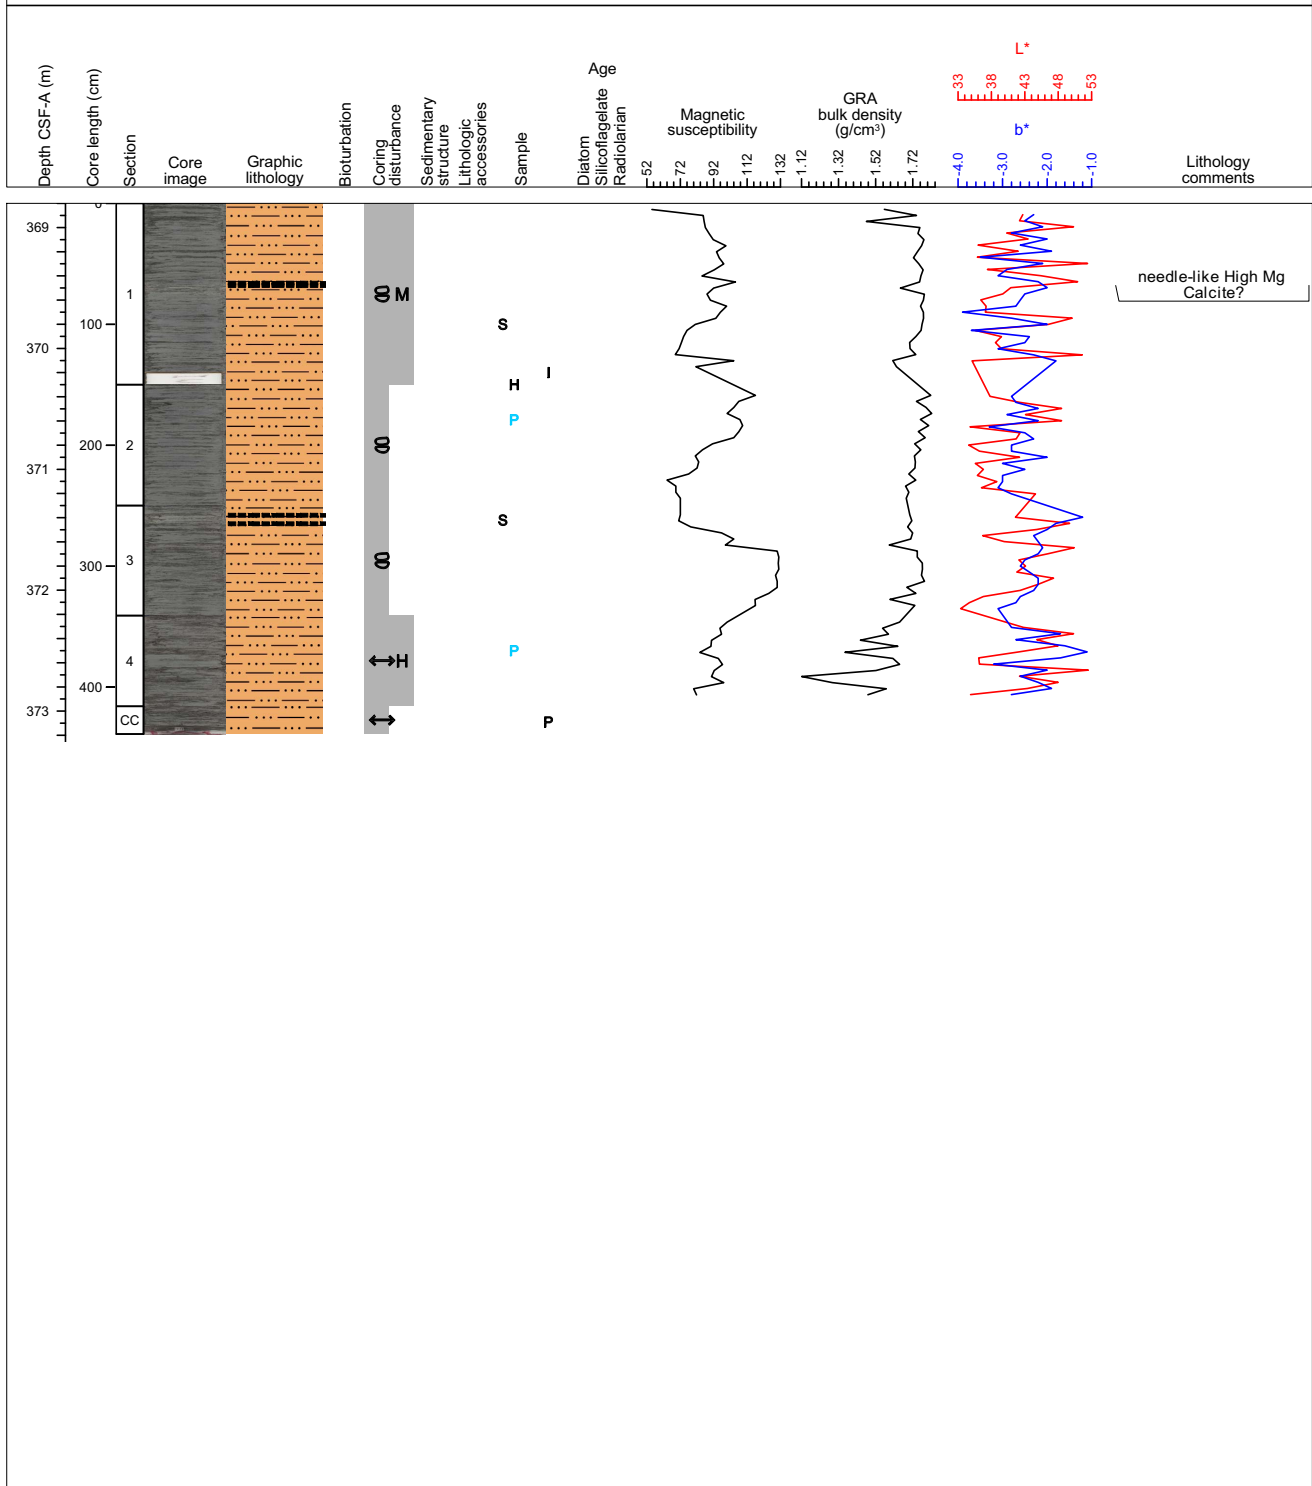 Depth CSF-A (m)
Core length (cm)
Section
Core
image
Graphic
lithology
Bioturbation
Coring
disturbance
Sedimentary
structure
Lithologic
accessories
Sample
Age
Diatom
Silicoflagelate
Radiolarian
Magnetic
susceptibility
52 72 92 112 132
GRA
bulk density
(g/cm³)
1.12 1.32 1.52 1.72
L*
33 38 43 48 53
b*
-4.0 -3.0 -2.0 -1.0
Lithology
comments
0
369
1
M
needle-like High Mg
Calcite?
100
S
370
I
H
P
2
200
371
S
3
300
372
P
4
H
400
373
CC
P